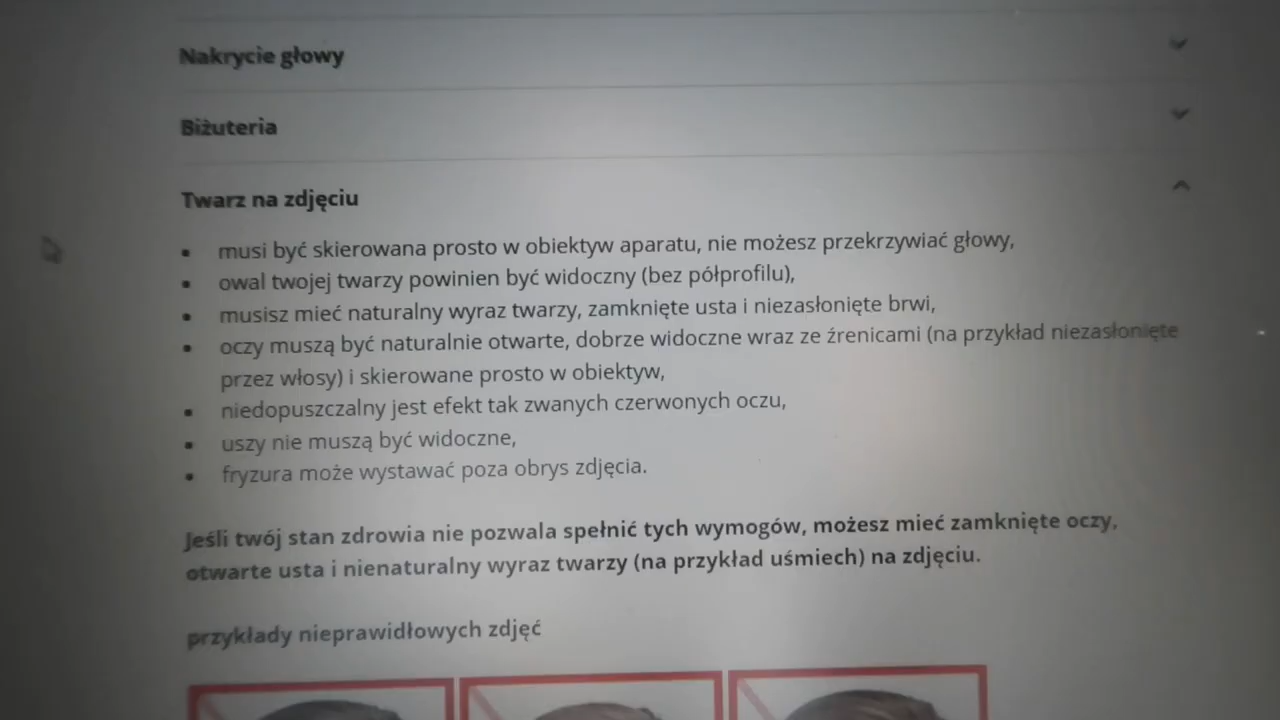 Nakrycie głowy
Biżuteria
Twarz na zdjęciu
musi być skierowana prosto w obiektyw aparatu, nie możesz przekrzywiać głowy,
owal twojej twarzy powinien być widoczny (bez półprofilu),
musisz mieć naturalny wyraz twarzy, zamknięte usta i niezasłonięte brwi,
oczy muszą być naturalnie otwarte, dobrze widoczne wraz ze źrenicami (na przykład niezasłonięte
przez włosy) i skierowane prosto w obiektyw,
niedopuszczalny jest efekt tak zwanych czerwonych oczu,
uszy nie muszą być widoczne,
fryzura może wystawać poza obrys zdjęcia.
Jeśli twój stan zdrowia nie pozwala spełnić tych wymogów, możesz mieć zamknięte oczy,
otwarte usta i nienaturalny wyraz twarzy (na przykład uśmiech) na zdjęciu.
przykłady nieprawidłowych zdjęć